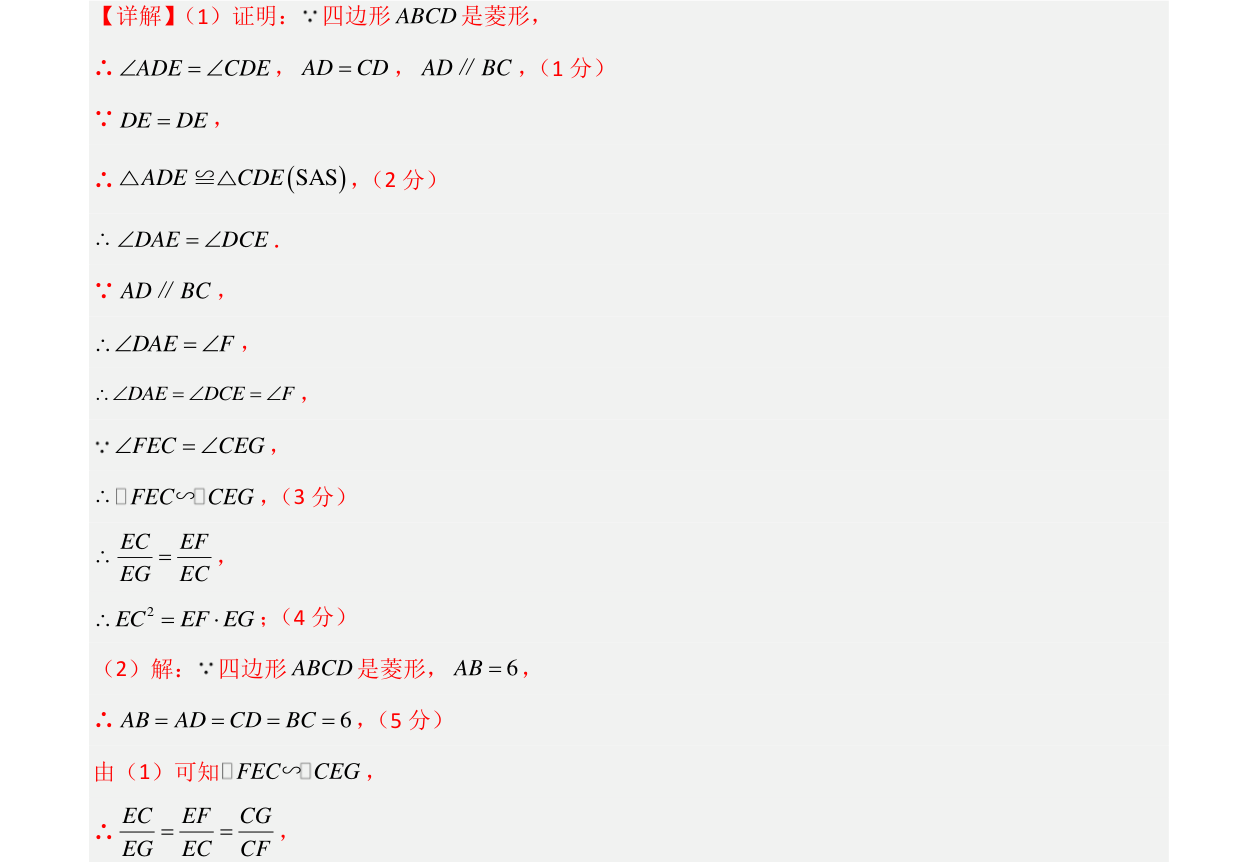 【详解】（1）证明：∵四边形ABCD是菱形，
∴∠ADE=∠CDE，AD=CD，AD∥BC，（1分）
∵DE=DE，
∴△ADE≌△CDE(SAS)，（2分）
∴∠DAE=∠DCE．
∵AD∥BC，
∴∠DAE=∠F，
∴∠DAE=∠DCE=∠F，
∵∠FEC=∠CEG，
∴□FEC∽□CEG，（3分）
∴EC/EG=EF/EC，
∴EC²=EF·EG；（4分）
（2）解：∵四边形ABCD是菱形，AB=6，
∴AB=AD=CD=BC=6，（5分）
由（1）可知□FEC∽□CEG，
∴EC/EG=EF/EC=CG/CF，